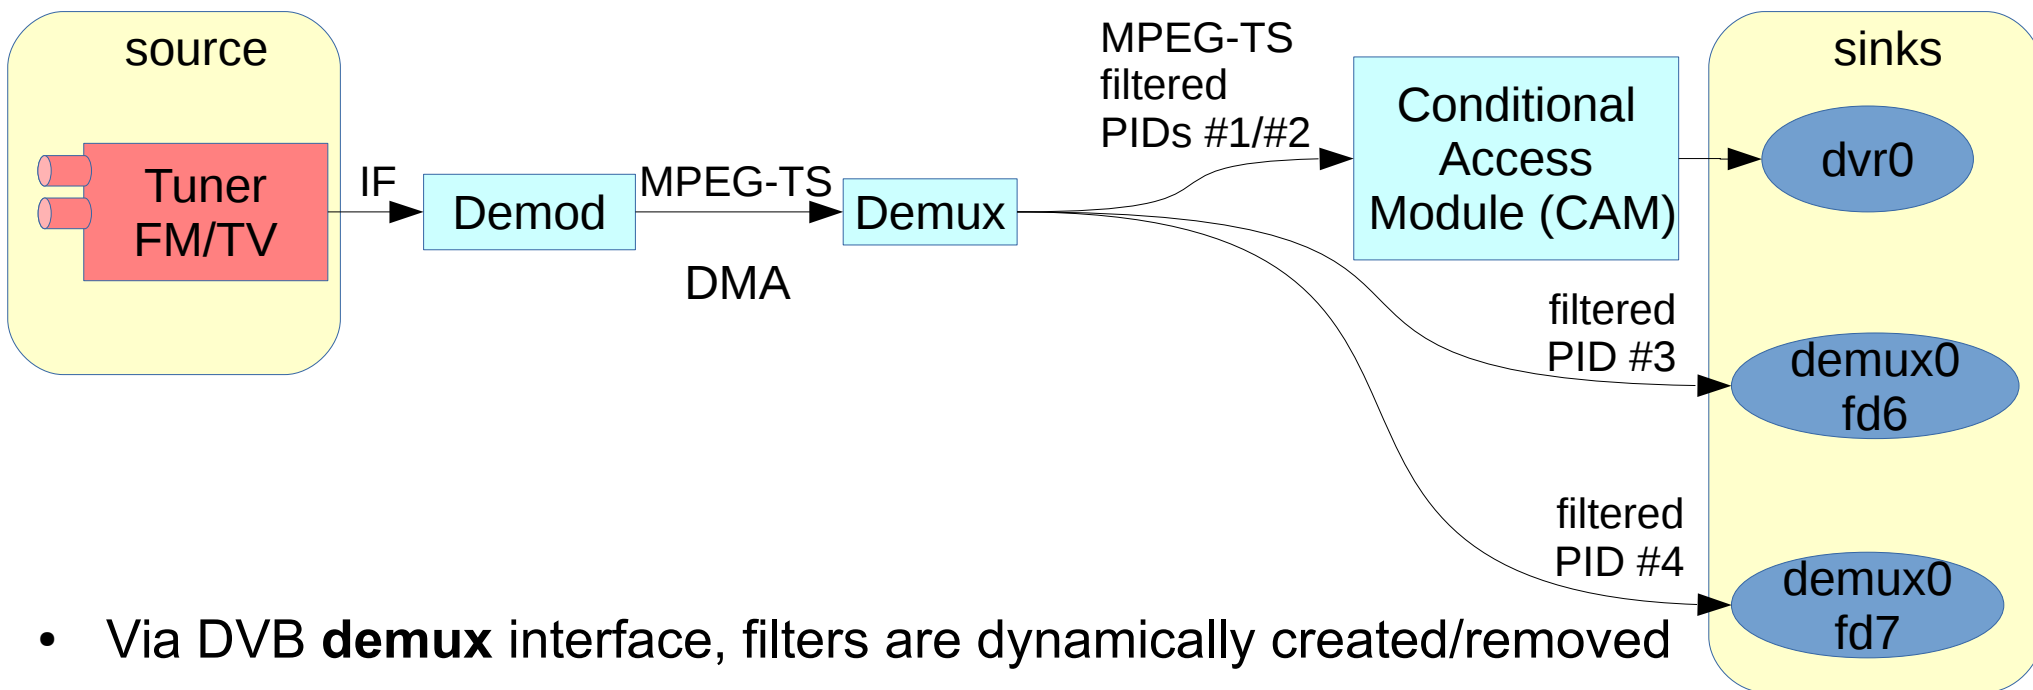 source
Tuner
FM/TV
IF
Demod
MPEG-TS
DMA
Demux
MPEG-TS
filtered
PIDs #1/#2
Conditional
Access
Module (CAM)
sinks
dvr0
filtered
PID #3
demux0
fd6
filtered
PID #4
demux0
fd7
• Via DVB demux interface, filters are dynamically created/removed